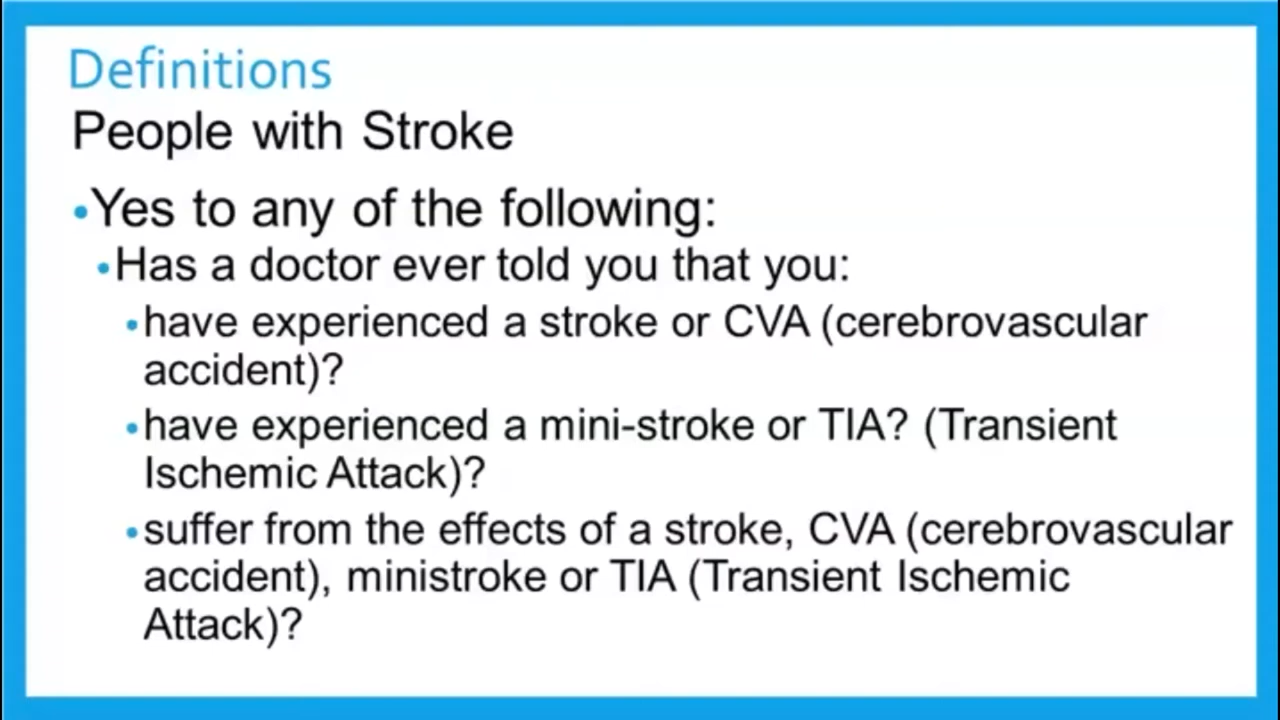 Definitions
People with Stroke
•Yes to any of the following:
•Has a doctor ever told you that you:
•have experienced a stroke or CVA (cerebrovascular
accident)?
•have experienced a mini-stroke or TIA? (Transient
Ischemic Attack)?
•suffer from the effects of a stroke, CVA (cerebrovascular
accident), ministroke or TIA (Transient Ischemic
Attack)?